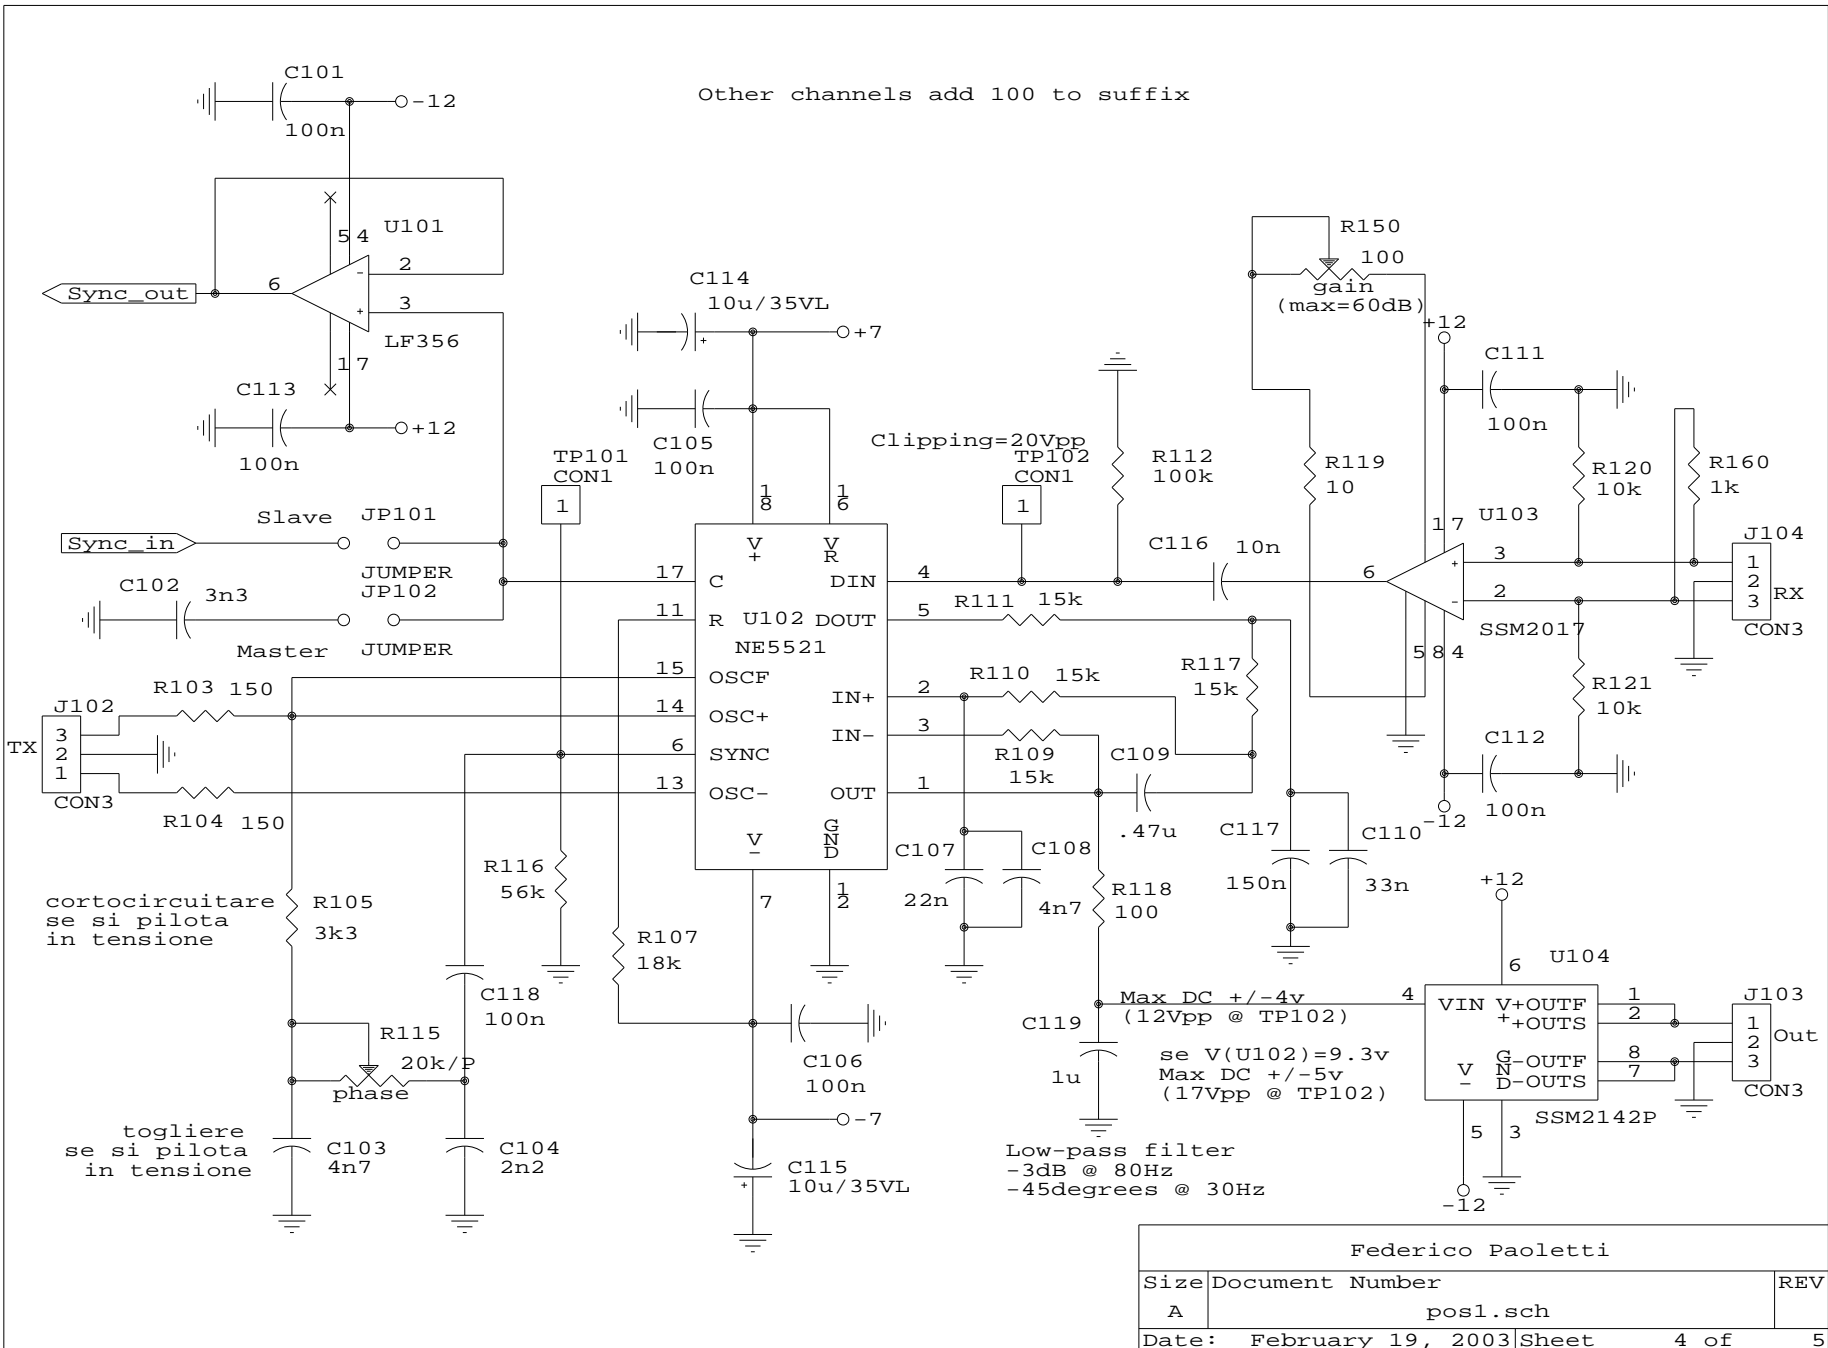 C101
-12
100n
Other channels add 100 to suffix
U101
5 4
2
6
3
Sync_out
LF356
1 7
C113
+12
100n
C114
10u/35VL
+
+7
C105
100n
R150
100
gain
(max=60dB)
+12
C111
100n
Clipping=20Vpp
TP101
CON1
1
TP102
CON1
1
R112
100k
R119
10
R120
10k
R160
1k
Slave
JP101
Sync_in
JUMPER
JP102
C102
3n3
Master
JUMPER
18
16
V+
VR
17
C
DIN
4
11
R
U102
DOUT
5
NE5521
15
OSCF
14
OSC+
IN+
2
6
SYNC
IN-
3
13
OSC-
OUT
1
V-
GND
7
12
C116
10n
R111
15k
R110
15k
R109
15k
R117
15k
C109
.47u
1 7
U103
3
6
+
-
2
SSM2017
5 8 4
J104
1
2
3
RX
CON3
R121
10k
C112
100n
-12
R103
150
J102
3
2
1
TX
CON3
R104
150
R116
56k
C107
22n
C108
4n7
R118
100
C117
150n
C110
33n
cortocircuitare
se si pilota
in tensione
R105
3k3
R107
18k
C118
100n
R115
20k/P
phase
C106
100n
-7
togliere
se si pilota
in tensione
C103
4n7
C104
2n2
C115
+
10u/35VL
C119
1u
Max DC +/-4v
(12Vpp @ TP102)
se V(U102)=9.3v
Max DC +/-5v
(17Vpp @ TP102)
Low-pass filter
-3dB @ 80Hz
-45degrees @ 30Hz
+12
6
U104
4
VIN
V+
+OUTF
1
+OUTS
2
-OUTF
8
V-
GND
-OUTS
7
SSM2142P
5
3
-12
J103
1
2
3
Out
CON3
Federico Paoletti
Size
Document Number
REV
A
pos1.sch
Date:
February 19, 2003
Sheet
4 of
5